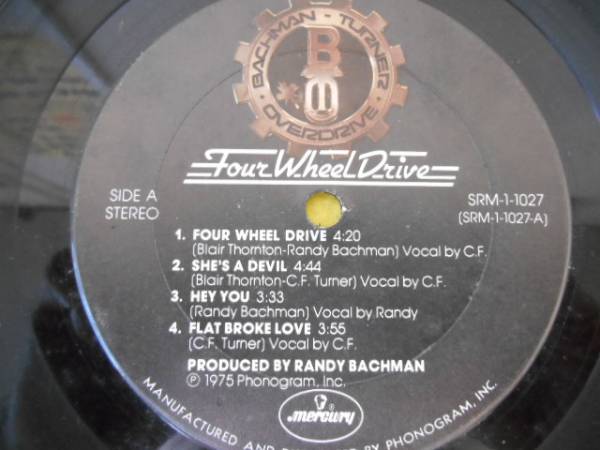 BACHMAN-TURNER
OVERDRIVE
B
Four Wheel Drive
SIDE A
STEREO
SRM-1-1027
(SRM-1-1027-A)
1. FOUR WHEEL DRIVE 4:20
(Blair Thornton-Randy Bachman) Vocal by C.F.
2. SHE'S A DEVIL 4:44
(Blair Thornton-C.F. Turner) Vocal by C.F.
3. HEY YOU 3:33
(Randy Bachman) Vocal by Randy
4. FLAT BROKE LOVE 3:55
(C.F. Turner) Vocal by C.F.
PRODUCED BY RANDY BACHMAN
℗ 1975 Phonogram, Inc.
mercury
MANUFACTURED AND BY PHONOGRAM, INC.